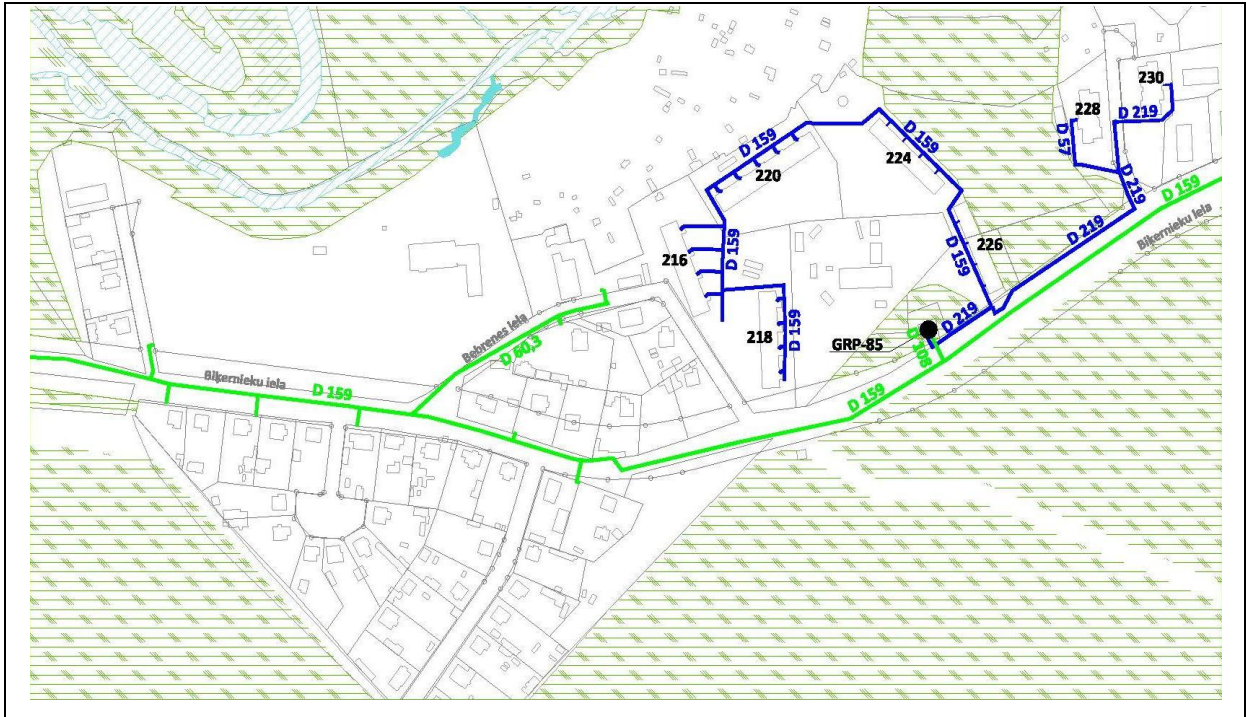 230
228
D 219
D 57
D 159
D 159
224
220
D 219
D 159
Biķernieku iela
D 219
226
D 159
216
D 159
D 219
218
D 159
GRP-85
D 108
Bebrenes iela
D 60,3
Biķernieku iela
D 159
D 159